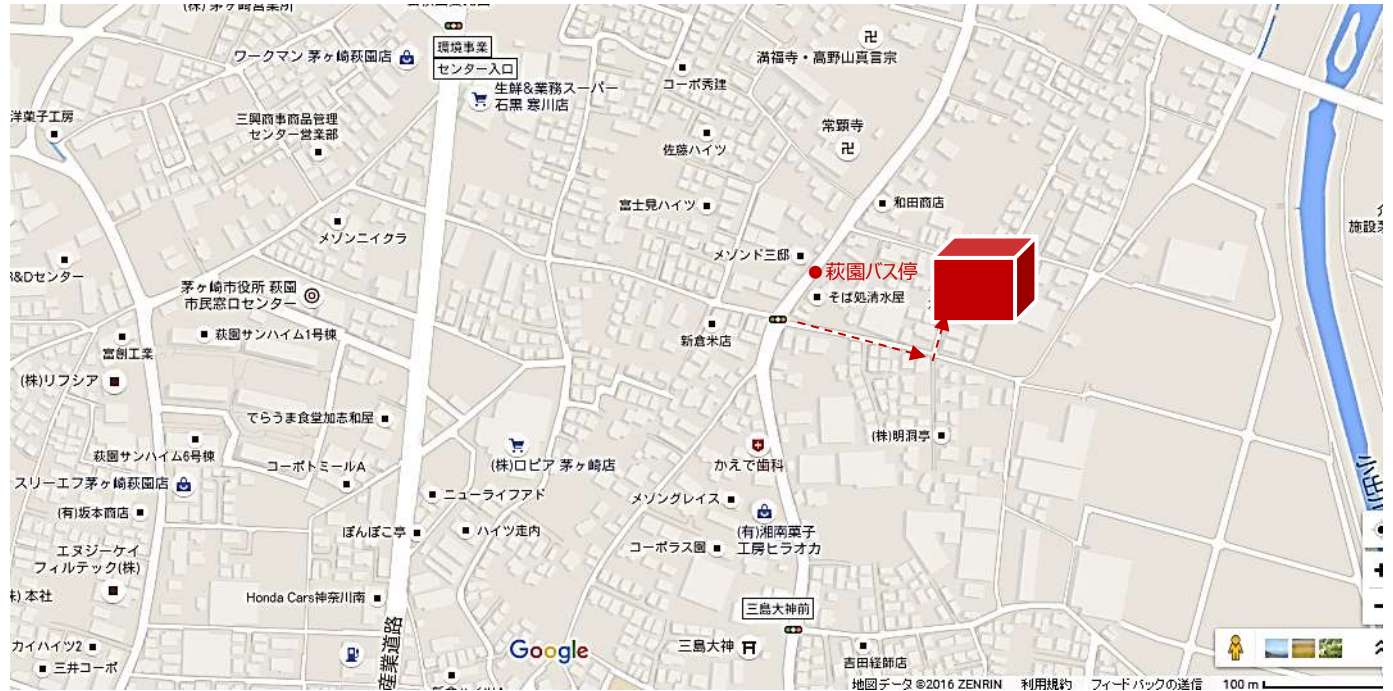 ワークマン 茅ヶ崎萩園店
環境事業
センター入口
生鮮&業務スーパー
石黒 寒川店
コーポ秀建
満福寺・高野山真言宗
洋菓子工房
三興商事商品管理
センター営業部
佐藤ハイツ
常顕寺
富士見ハイツ
和田商店
メゾンニイクラ
メゾンド三邸
施設
R&Dセンター
萩園バス停
茅ヶ崎市役所 萩園
市民窓口センター
そば処清水屋
萩園サンハイム1号棟
新倉米店
富創工業
(株)リフシア
でらうま食堂加志和屋
(株)明洞亭
萩園サンハイム6号棟
コーポトミールA
(株)ロピア 茅ヶ崎店
かえで歯科
スリーエフ茅ヶ崎萩園店
ニューライフアド
メゾングレイス
(有)坂本商店
ぽんぽこ亭
ハイツ走内
(有)湘南菓子
工房ヒラオカ
コーポラス園
エヌジーケイ
フィルテック(株)
本社
Honda Cars神奈川南
三島大神前
産業道路
カイハイツ2
三井コーポ
Google
三島大神
吉田経師店
地図データ ©2016 ZENRIN 利用規約 フィードバックの送信 100 m